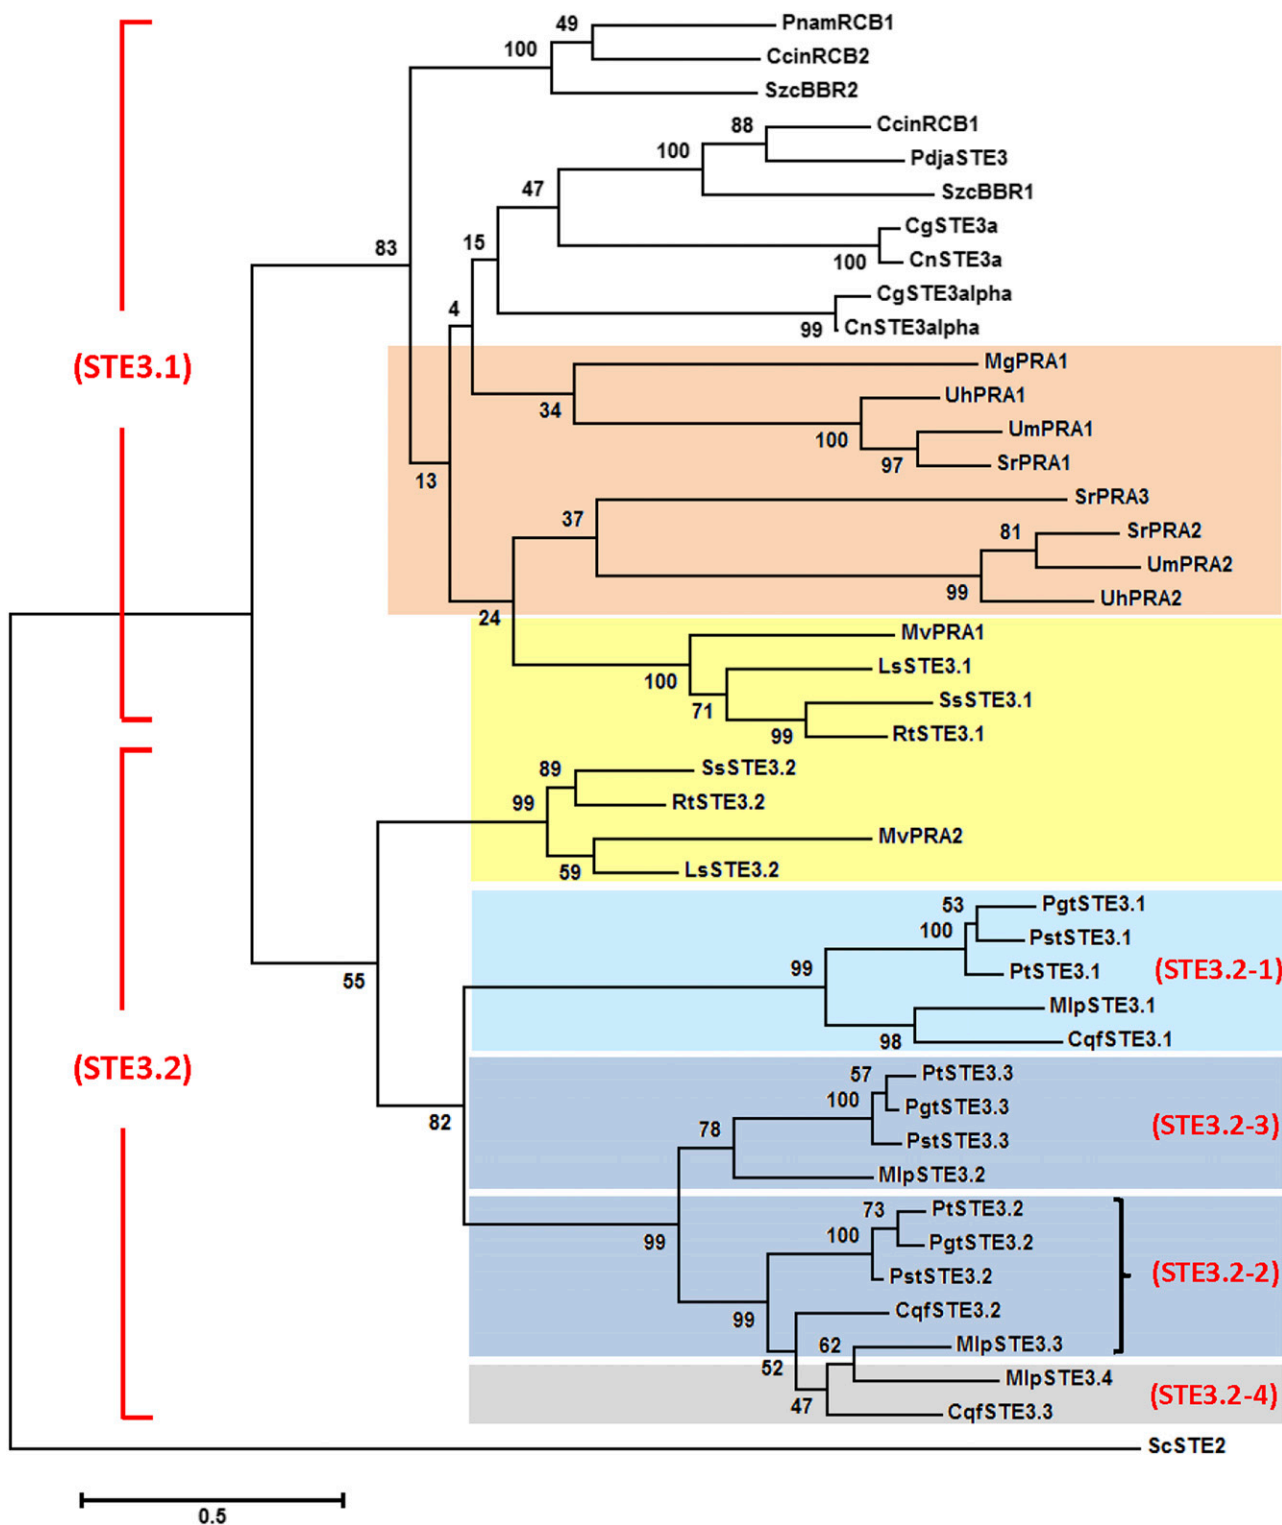 49
PnamRCB1
100
CcinRCB2
SzcBBR2
88
CcinRCB1
100
PdjaSTE3
47
SzcBBR1
15
CgSTE3a
83
100
CnSTE3a
4
CgSTE3alpha
99
CnSTE3alpha
(STE3.1)
MgPRA1
34
UhPRA1
100
UmPRA1
13
97
SrPRA1
37
SrPRA3
81
SrPRA2
UmPRA2
24
99
UhPRA2
MvPRA1
100
LsSTE3.1
71
SsSTE3.1
99
RtSTE3.1
89
SsSTE3.2
99
RtSTE3.2
MvPRA2
59
LsSTE3.2
53
PgtSTE3.1
100
PstSTE3.1
99
PtSTE3.1
(STE3.2-1)
55
MlpSTE3.1
98
CqfSTE3.1
(STE3.2)
57
PtSTE3.3
100
PgtSTE3.3
82
78
PstSTE3.3
(STE3.2-3)
MlpSTE3.2
73
PtSTE3.2
99
100
PgtSTE3.2
PstSTE3.2
(STE3.2-2)
99
CqfSTE3.2
62
MlpSTE3.3
52
MlpSTE3.4
(STE3.2-4)
47
CqfSTE3.3
ScSTE2
0.5